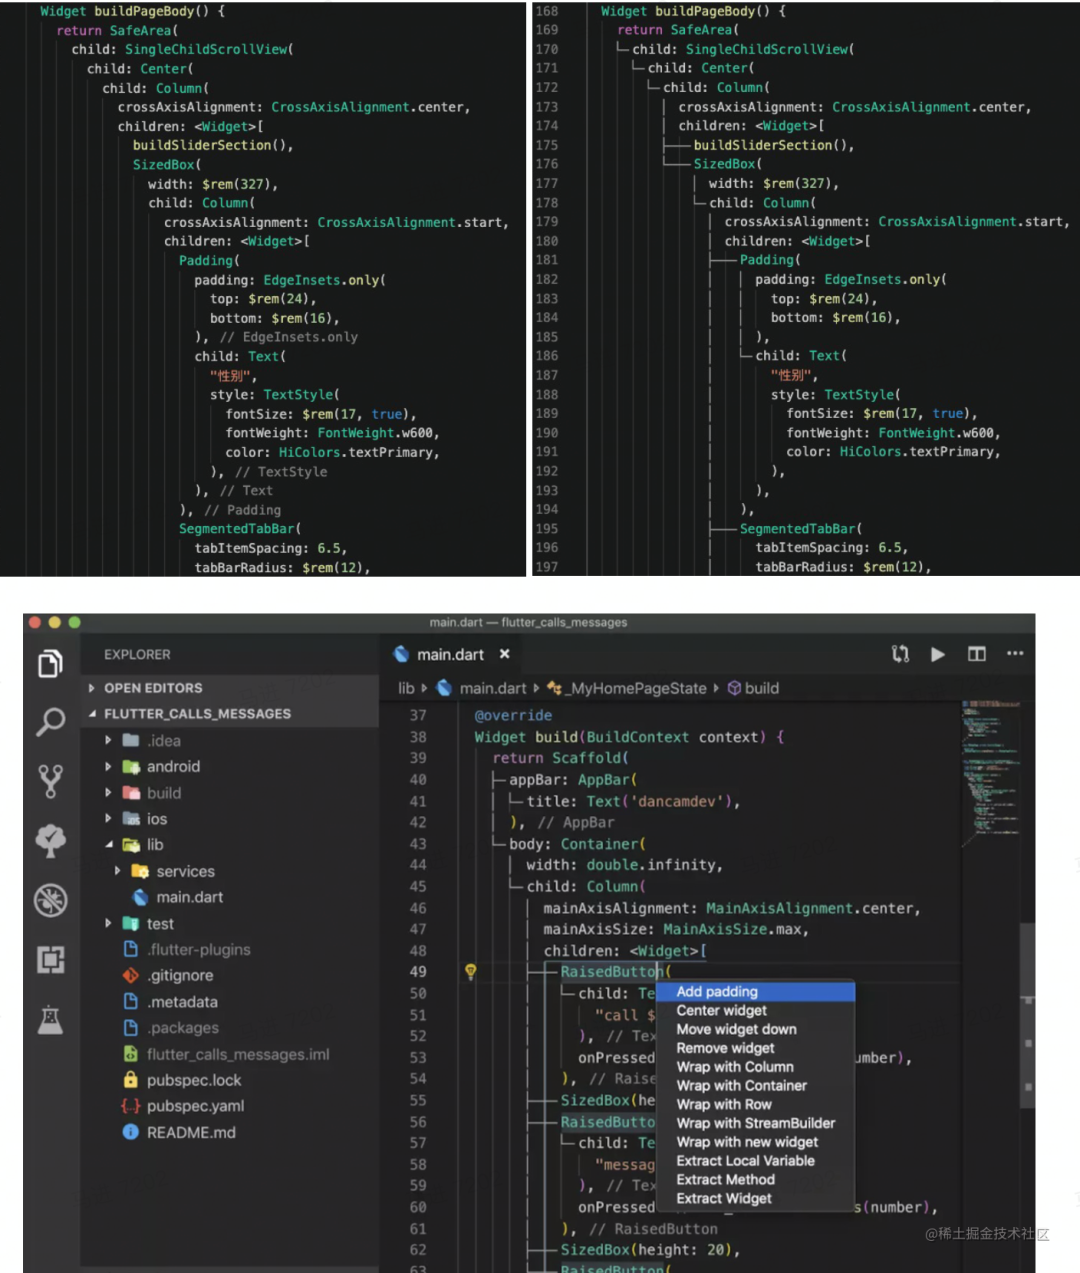 Widget buildPageBody() {
return SafeArea(
child: SingleChildScrollView(
child: Center(
child: Column(
crossAxisAlignment: CrossAxisAlignment.center,
children: <Widget>[
buildSliderSection(),
SizedBox(
width: $rem(327),
child: Column(
crossAxisAlignment: CrossAxisAlignment.start,
children: <Widget>[
Padding(
padding: EdgeInsets.only(
top: $rem(24),
bottom: $rem(16),
), // EdgeInsets.only
child: Text(
"性别",
style: TextStyle(
fontSize: $rem(17, true),
fontWeight: FontWeight.w600,
color: HiColors.textPrimary,
), // TextStyle
), // Text
), // Padding
SegmentedTabBar(
tabItemSpacing: 6.5,
tabBarRadius: $rem(12),
168 Widget buildPageBody() {
169 return SafeArea(
170 child: SingleChildScrollView(
171 child: Center(
172 child: Column(
173 crossAxisAlignment: CrossAxisAlignment.center,
174 children: <Widget>[
175 buildSliderSection(),
176 SizedBox(
177 width: $rem(327),
178 child: Column(
179 crossAxisAlignment: CrossAxisAlignment.start,
180 children: <Widget>[
181 Padding(
182 padding: EdgeInsets.only(
183 top: $rem(24),
184 bottom: $rem(16),
185 ),
186 child: Text(
187 "性别",
188 style: TextStyle(
189 fontSize: $rem(17, true),
190 fontWeight: FontWeight.w600,
191 color: HiColors.textPrimary,
192 ),
193 ),
194 ),
195 SegmentedTabBar(
196 tabItemSpacing: 6.5,
197 tabBarRadius: $rem(12),
main.dart — flutter_calls_messages
EXPLORER
OPEN EDITORS
FLUTTER_CALLS_MESSAGES
.idea
android
build
ios
lib
services
main.dart
test
.flutter-plugins
.gitignore
.metadata
.packages
flutter_calls_messages.iml
pubspec.lock
pubspec.yaml
README.md
main.dart
lib main.dart _MyHomePageState build
37 @override
38 Widget build(BuildContext context) {
39 return Scaffold(
40 appBar: AppBar(
41 title: Text('dancamdev'),
42 ), // AppBar
43 body: Container(
44 width: double.infinity,
45 child: Column(
46 mainAxisAlignment: MainAxisAlignment.center,
47 mainAxisSize: MainAxisSize.max,
48 children: <Widget>[
49 RaisedButton(
50 child: Te
51 "call $
52 ), // Tex
53 onPressed umber),
54 ), // Raise
55 SizedBox(he
56 RaisedButto
57 child: Te
58 "messag
59 ), // Tex
60 onPressed s(number),
61 ), // RaisedButton
62 SizedBox(height: 20),
63 RaisedButton(
Add padding
Center widget
Move widget down
Remove widget
Wrap with Column
Wrap with Container
Wrap with Row
Wrap with StreamBuilder
Wrap with new widget
Extract Local Variable
Extract Method
Extract Widget
@稀土掘金技术社区